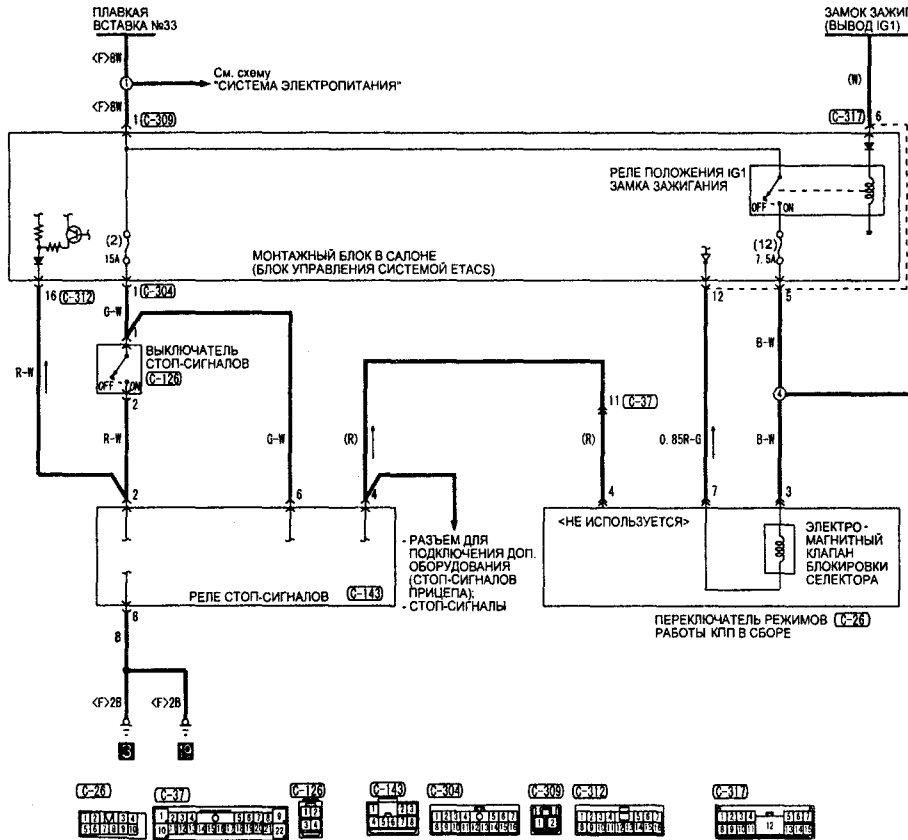 ПЛАВКАЯ
ВСТАВКА №33
ЗАМОК ЗАЖИГ
(ВЫВОД IG1)
<F>8W
1
См. схему
"СИСТЕМА ЭЛЕКТРОПИТАНИЯ"
(W)
<F>8W
1 C-309
C-317 6
РЕЛЕ ПОЛОЖЕНИЯ IG1
ЗАМКА ЗАЖИГАНИЯ
OFF ON
(2)
15A
(12)
7.5A
МОНТАЖНЫЙ БЛОК В САЛОНЕ
(БЛОК УПРАВЛЕНИЯ СИСТЕМОЙ ETACS)
16 C-312
1 C-304
12
5
G-W
1
ВЫКЛЮЧАТЕЛЬ
СТОП-СИГНАЛОВ
C-126
OFF ON
R-W
B-W
4
2
11 C-37
R-W
G-W
(R)
(R)
0.85R-G
B-W
2
6
4
4
7
3
<НЕ ИСПОЛЬЗУЕТСЯ>
ЭЛЕКТРО-
МАГНИТНЫЙ
КЛАПАН
БЛОКИРОВКИ
СЕЛЕКТОРА
- РАЗЪЕМ ДЛЯ
ПОДКЛЮЧЕНИЯ ДОП.
ОБОРУДОВАНИЯ
(СТОП-СИГНАЛОВ
ПРИЦЕПА);
- СТОП-СИГНАЛЫ
РЕЛЕ СТОП-СИГНАЛОВ C-143
ПЕРЕКЛЮЧАТЕЛЬ РЕЖИМОВ C-26
РАБОТЫ КПП В СБОРЕ
8
<F>2B
<F>2B
13
19
C-26
C-37
C-126
C-143
C-304
C-309
C-312
C-317